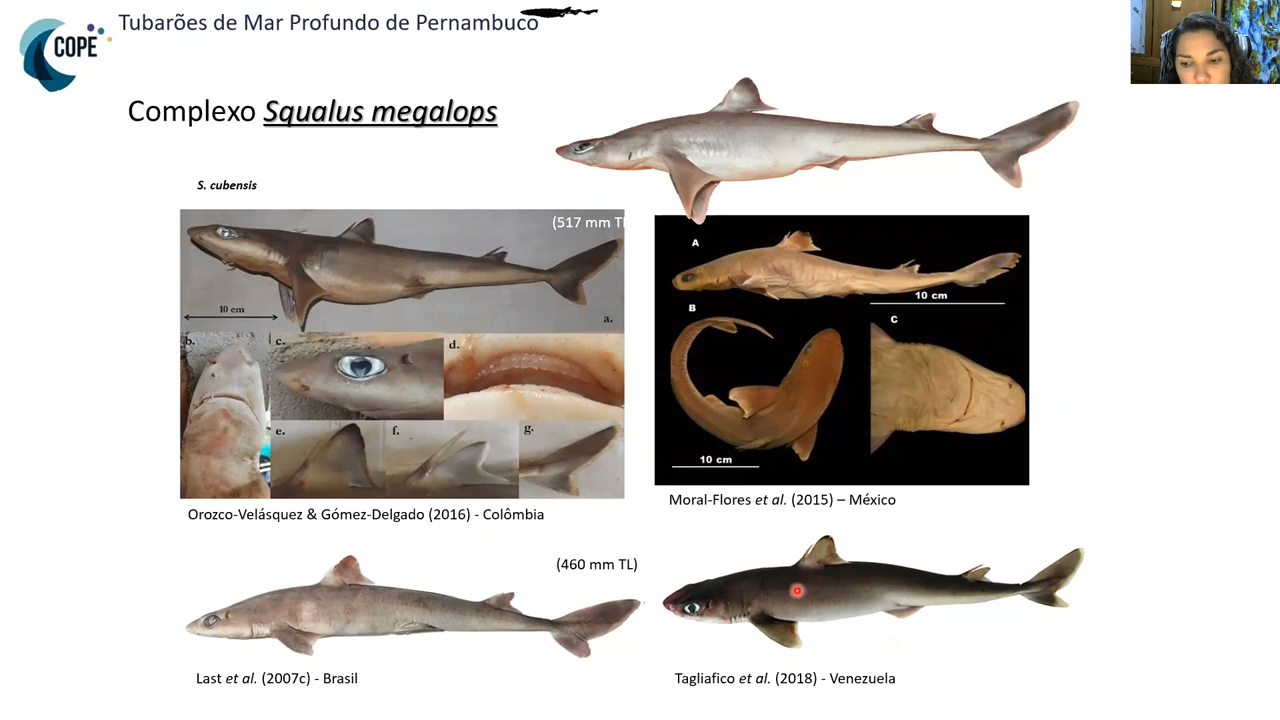 Tubarões de Mar Profundo de Pernambuco
COPE
Complexo Squalus megalops
S. cubensis
(517 mm TL
10 cm
a.
b.
c.
d.
e.
f.
g.
A
10 cm
B
C
10 cm
Orozco-Velásquez & Gómez-Delgado (2016) - Colômbia
Moral-Flores et al. (2015) – México
(460 mm TL)
Last et al. (2007c) - Brasil
Tagliafico et al. (2018) - Venezuela